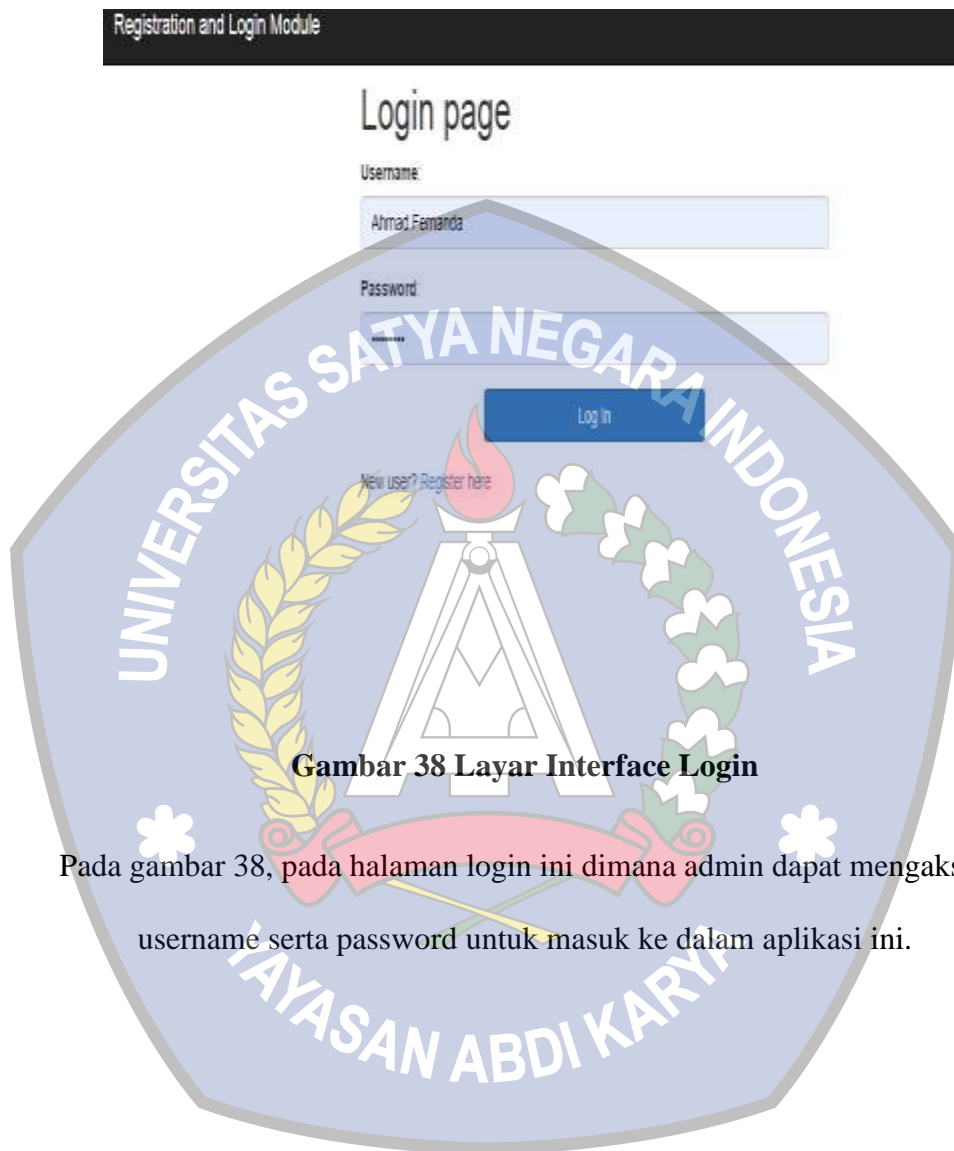 Registration and Login Module
Login page
Username:
Ahmad Fernanda
Password:
Log In
New user? Register here
UNIVERSITAS SATYA NEGARA INDONESIA
Gambar 38 Layar Interface Login
Pada gambar 38, pada halaman login ini dimana admin dapat mengaks
username serta password untuk masuk ke dalam aplikasi ini.
YAYASAN ABDI KARYA